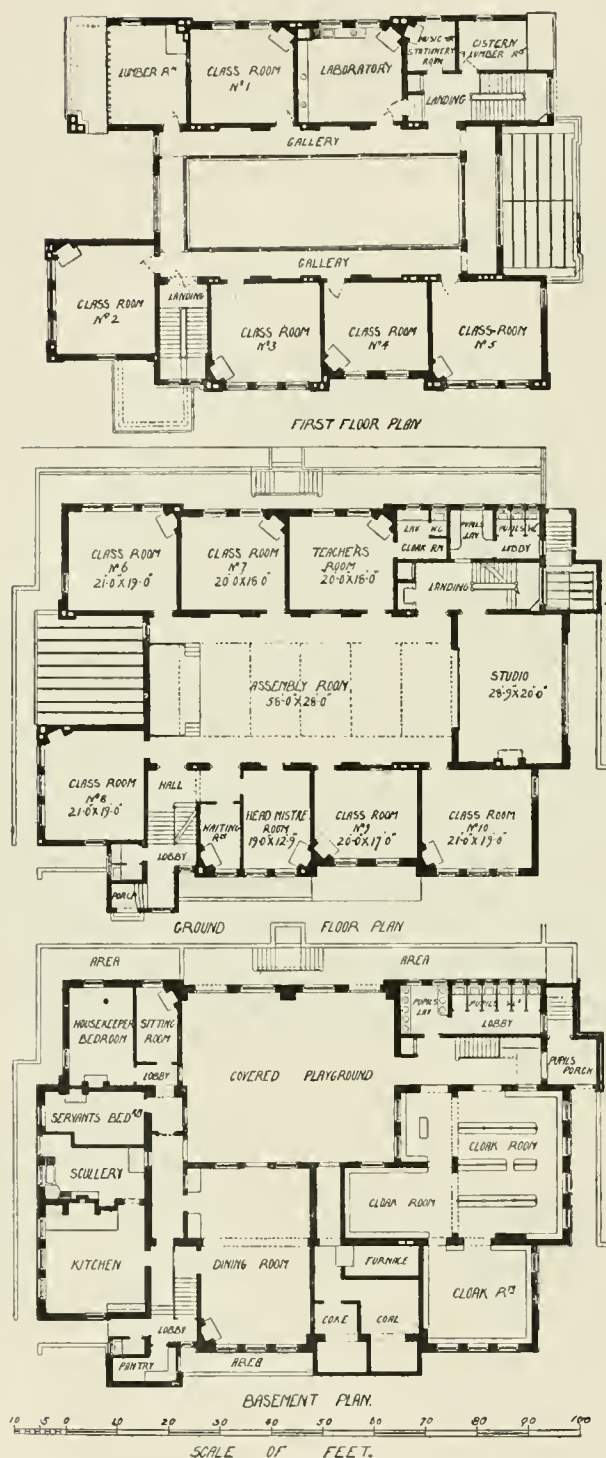 LUMBER RM
CLASS ROOM
Nº 1
LABORATORY
MUSIC &
STATIONERY
ROOM
CISTERN
LUMBER RM
LANDING
GALLERY
GALLERY
CLASS ROOM
Nº 2
LANDING
CLASS ROOM
Nº 3
CLASS ROOM
Nº 4
CLASS-ROOM
Nº 5
FIRST FLOOR PLAN
CLASS ROOM
Nº 6
21·0 X 19·0
CLASS ROOM
Nº 7
20·0 X 16·0
TEACHERS
ROOM
20·0 X 16·0
LAV
WC
CLOAK RM
PUPILS
LAV
PUPILS WC
LOBBY
LANDING
ASSEMBLY ROOM
56·0 X 28·0
STUDIO
28·9 X 20·0
CLASS ROOM
Nº 8
21·0 X 19·0
HALL
WAITING
RM
HEAD MISTRE
ROOM
19·0 X 12·9
CLASS ROOM
Nº 9
20·0 X 17·0
CLASS ROOM
Nº 10
21·0 X 19·0
LOBBY
PORCH
GROUND FLOOR PLAN
AREA
AREA
HOUSEKEEPER
BEDROOM
SITTING
ROOM
LOBBY
COVERED PLAYGROUND
PUPILS
LAV
PUPILS WC
LOBBY
PUPILS
PORCH
SERVANTS BED RM
SCULLERY
CLOAK ROOM
CLOAK ROOM
KITCHEN
DINING ROOM
FURNACE
COKE
COAL
CLOAK RM
LOBBY
PANTRY
AREA
BASEMENT PLAN.
10 5 0 10 20 30 40 50 60 70 80 90 100
SCALE OF FEET.